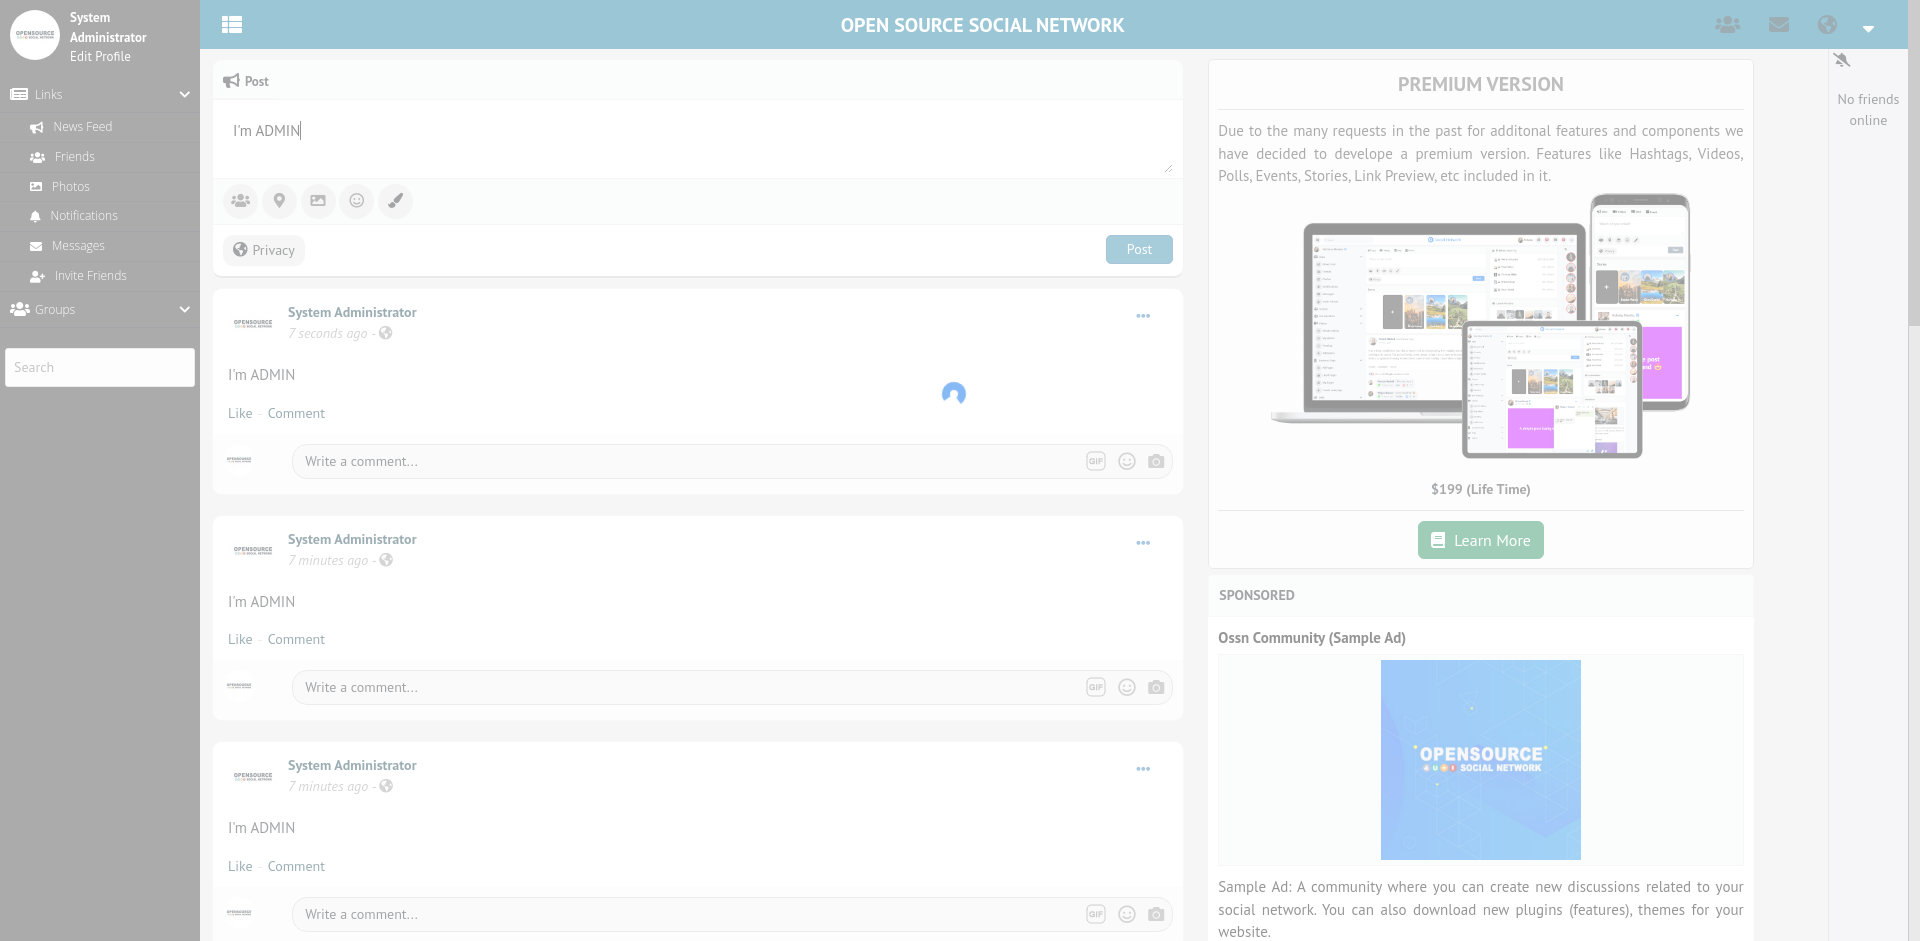 System
Administrator
Edit Profile
Links
News Feed
Friends
Photos
Notifications
Messages
Invite Friends
Groups
Search
OPEN SOURCE SOCIAL NETWORK
Post
I'm ADMIN
Privacy
Post
System Administrator
7 seconds ago -
I'm ADMIN
Like · Comment
Write a comment...
GIF
System Administrator
7 minutes ago -
I'm ADMIN
Like · Comment
Write a comment...
GIF
System Administrator
7 minutes ago -
I'm ADMIN
Like · Comment
Write a comment...
GIF
PREMIUM VERSION
Due to the many requests in the past for additonal features and components we
have decided to develope a premium version. Features like Hashtags, Videos,
Polls, Events, Stories, Link Preview, etc included in it.
$199 (Life Time)
Learn More
SPONSORED
Ossn Community (Sample Ad)
OPENSOURCE
SOCIAL NETWORK
Sample Ad: A community where you can create new discussions related to your
social network. You can also download new plugins (features), themes for your
website.
No friends
online